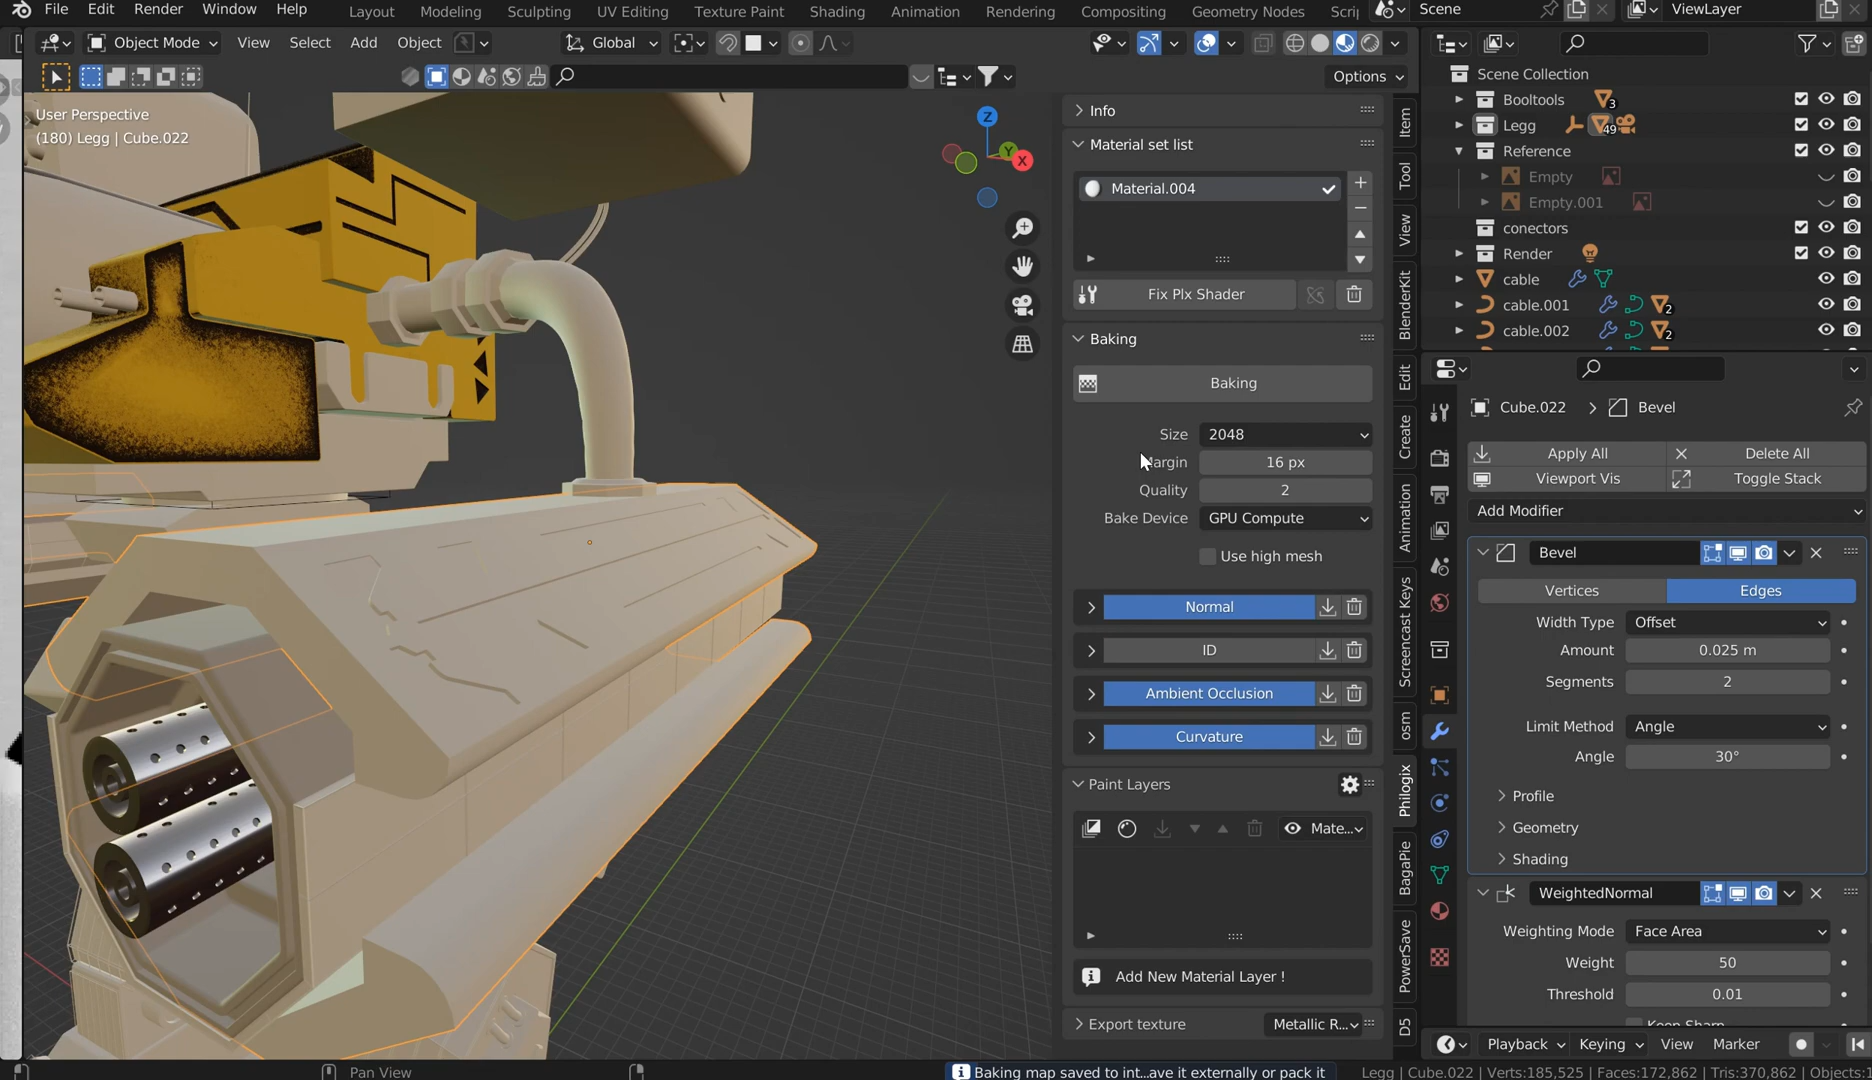 File Edit Render Window Help Layout Modeling Sculpting UV Editing Texture Paint Shading Animation Rendering Compositing Geometry Nodes Scrip Scene ViewLayer
Object Mode View Select Add Object Global
Options
User Perspective
(180) Legg | Cube.022
Z
Y
X
Info
Material set list
Material.004
Fix Plx Shader
Baking
Baking
Size 2048
Margin 16 px
Quality 2
Bake Device GPU Compute
Use high mesh
Normal
ID
Ambient Occlusion
Curvature
Paint Layers
Mate...
Add New Material Layer !
Export texture Metallic R...
Item
Tool
View
BlenderKit
Edit
Create
Animation
Screencast Keys
osm
Philogix
BagaPie
PowerSave
D5
Scene Collection
Booltools 3
Legg 49
Reference
Empty
Empty.001
conectors
Render
cable
cable.001 2
cable.002 2
Cube.022 > Bevel
Apply All Delete All
Viewport Vis Toggle Stack
Add Modifier
Bevel
Vertices Edges
Width Type Offset
Amount 0.025 m
Segments 2
Limit Method Angle
Angle 30°
Profile
Geometry
Shading
WeightedNormal
Weighting Mode Face Area
Weight 50
Threshold 0.01
Keep Sharp
Playback Keying View Marker
Pan View
Baking map saved to int...ave it externally or pack it
Legg | Cube.022 | Verts:185,525 | Faces:172,862 | Tris:370,862 | Objects:1